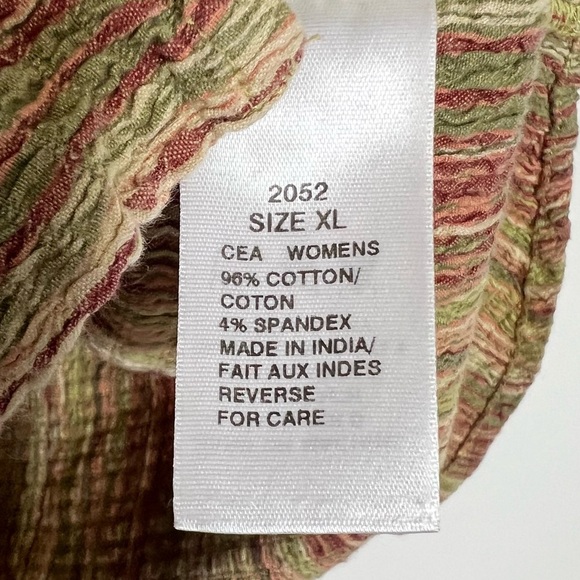 2052
SIZE XL
CEA WOMENS
96% COTTON/
COTON
4% SPANDEX
MADE IN INDIA/
FAIT AUX INDES
REVERSE
FOR CARE